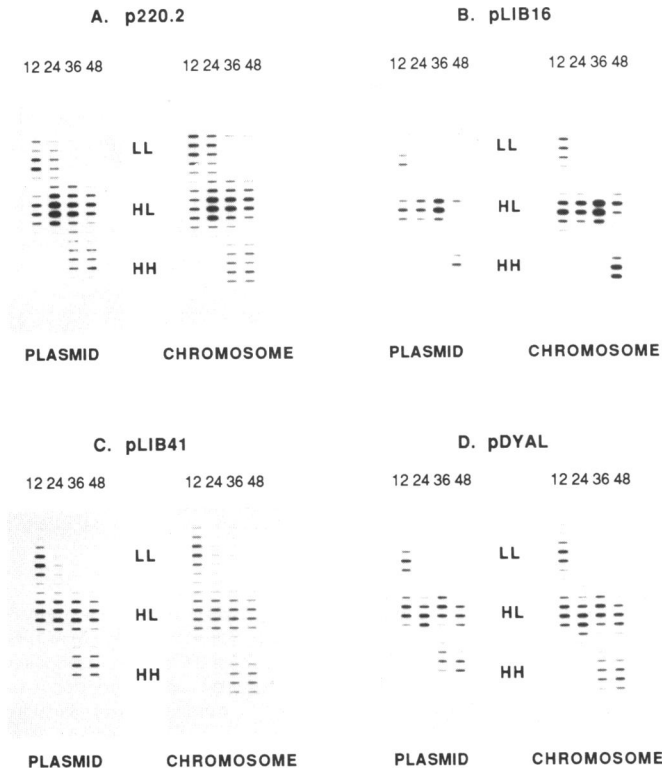 A. p220.2
B. pLIB16
12 24 36 48
12 24 36 48
12 24 36 48
12 24 36 48
LL
LL
HL
HL
HH
HH
PLASMID
CHROMOSOME
PLASMID
CHROMOSOME
C. pLIB41
D. pDYAL
12 24 36 48
12 24 36 48
12 24 36 48
12 24 36 48
LL
LL
HL
HL
HH
HH
PLASMID
CHROMOSOME
PLASMID
CHROMOSOME